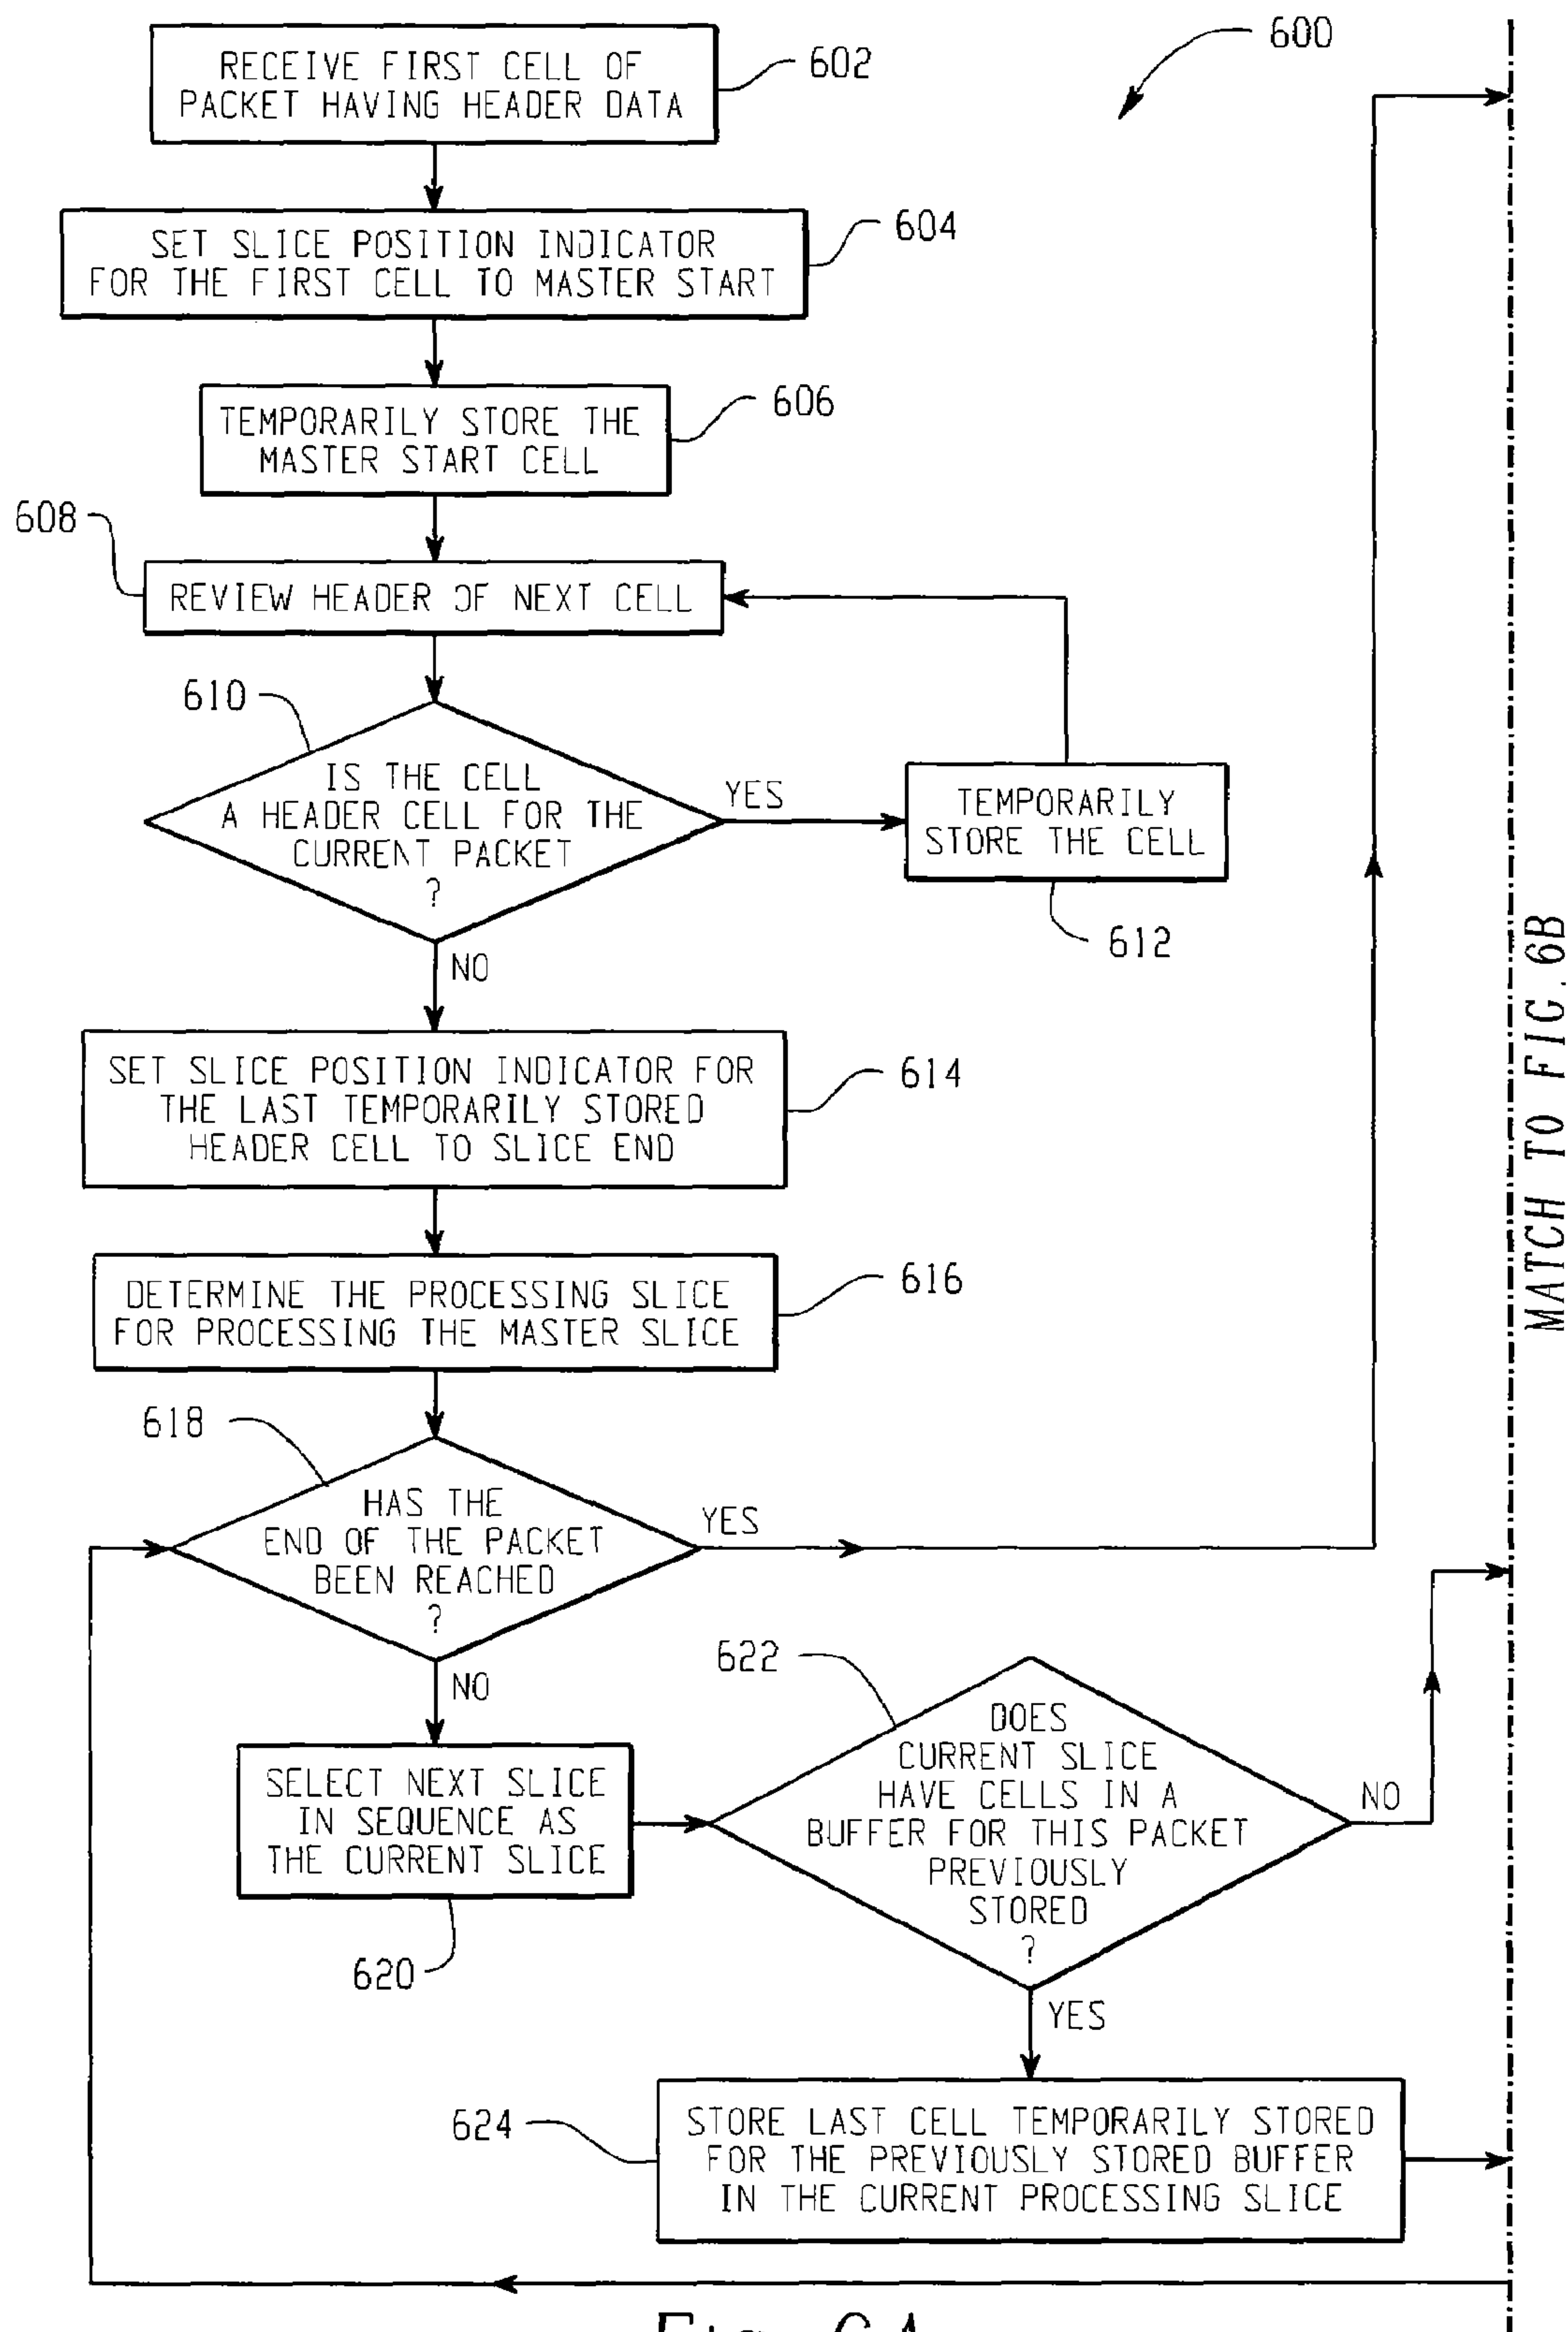 600
RECEIVE FIRST CELL OF
PACKET HAVING HEADER DATA
602
SET SLICE POSITION INDICATOR
FOR THE FIRST CELL TO MASTER START
604
TEMPORARILY STORE THE
MASTER START CELL
606
608
REVIEW HEADER OF NEXT CELL
610
IS THE CELL
A HEADER CELL FOR THE
CURRENT PACKET
?
YES
TEMPORARILY
STORE THE CELL
612
NO
SET SLICE POSITION INDICATOR FOR
THE LAST TEMPORARILY STORED
HEADER CELL TO SLICE END
614
DETERMINE THE PROCESSING SLICE
FOR PROCESSING THE MASTER SLICE
616
618
HAS THE
END OF THE PACKET
BEEN REACHED
?
YES
NO
SELECT NEXT SLICE
IN SEQUENCE AS
THE CURRENT SLICE
620
622
DOES
CURRENT SLICE
HAVE CELLS IN A
BUFFER FOR THIS PACKET
PREVIOUSLY
STORED
?
NO
YES
624
STORE LAST CELL TEMPORARILY STORED
FOR THE PREVIOUSLY STORED BUFFER
IN THE CURRENT PROCESSING SLICE
MATCH TO FIG. 6B